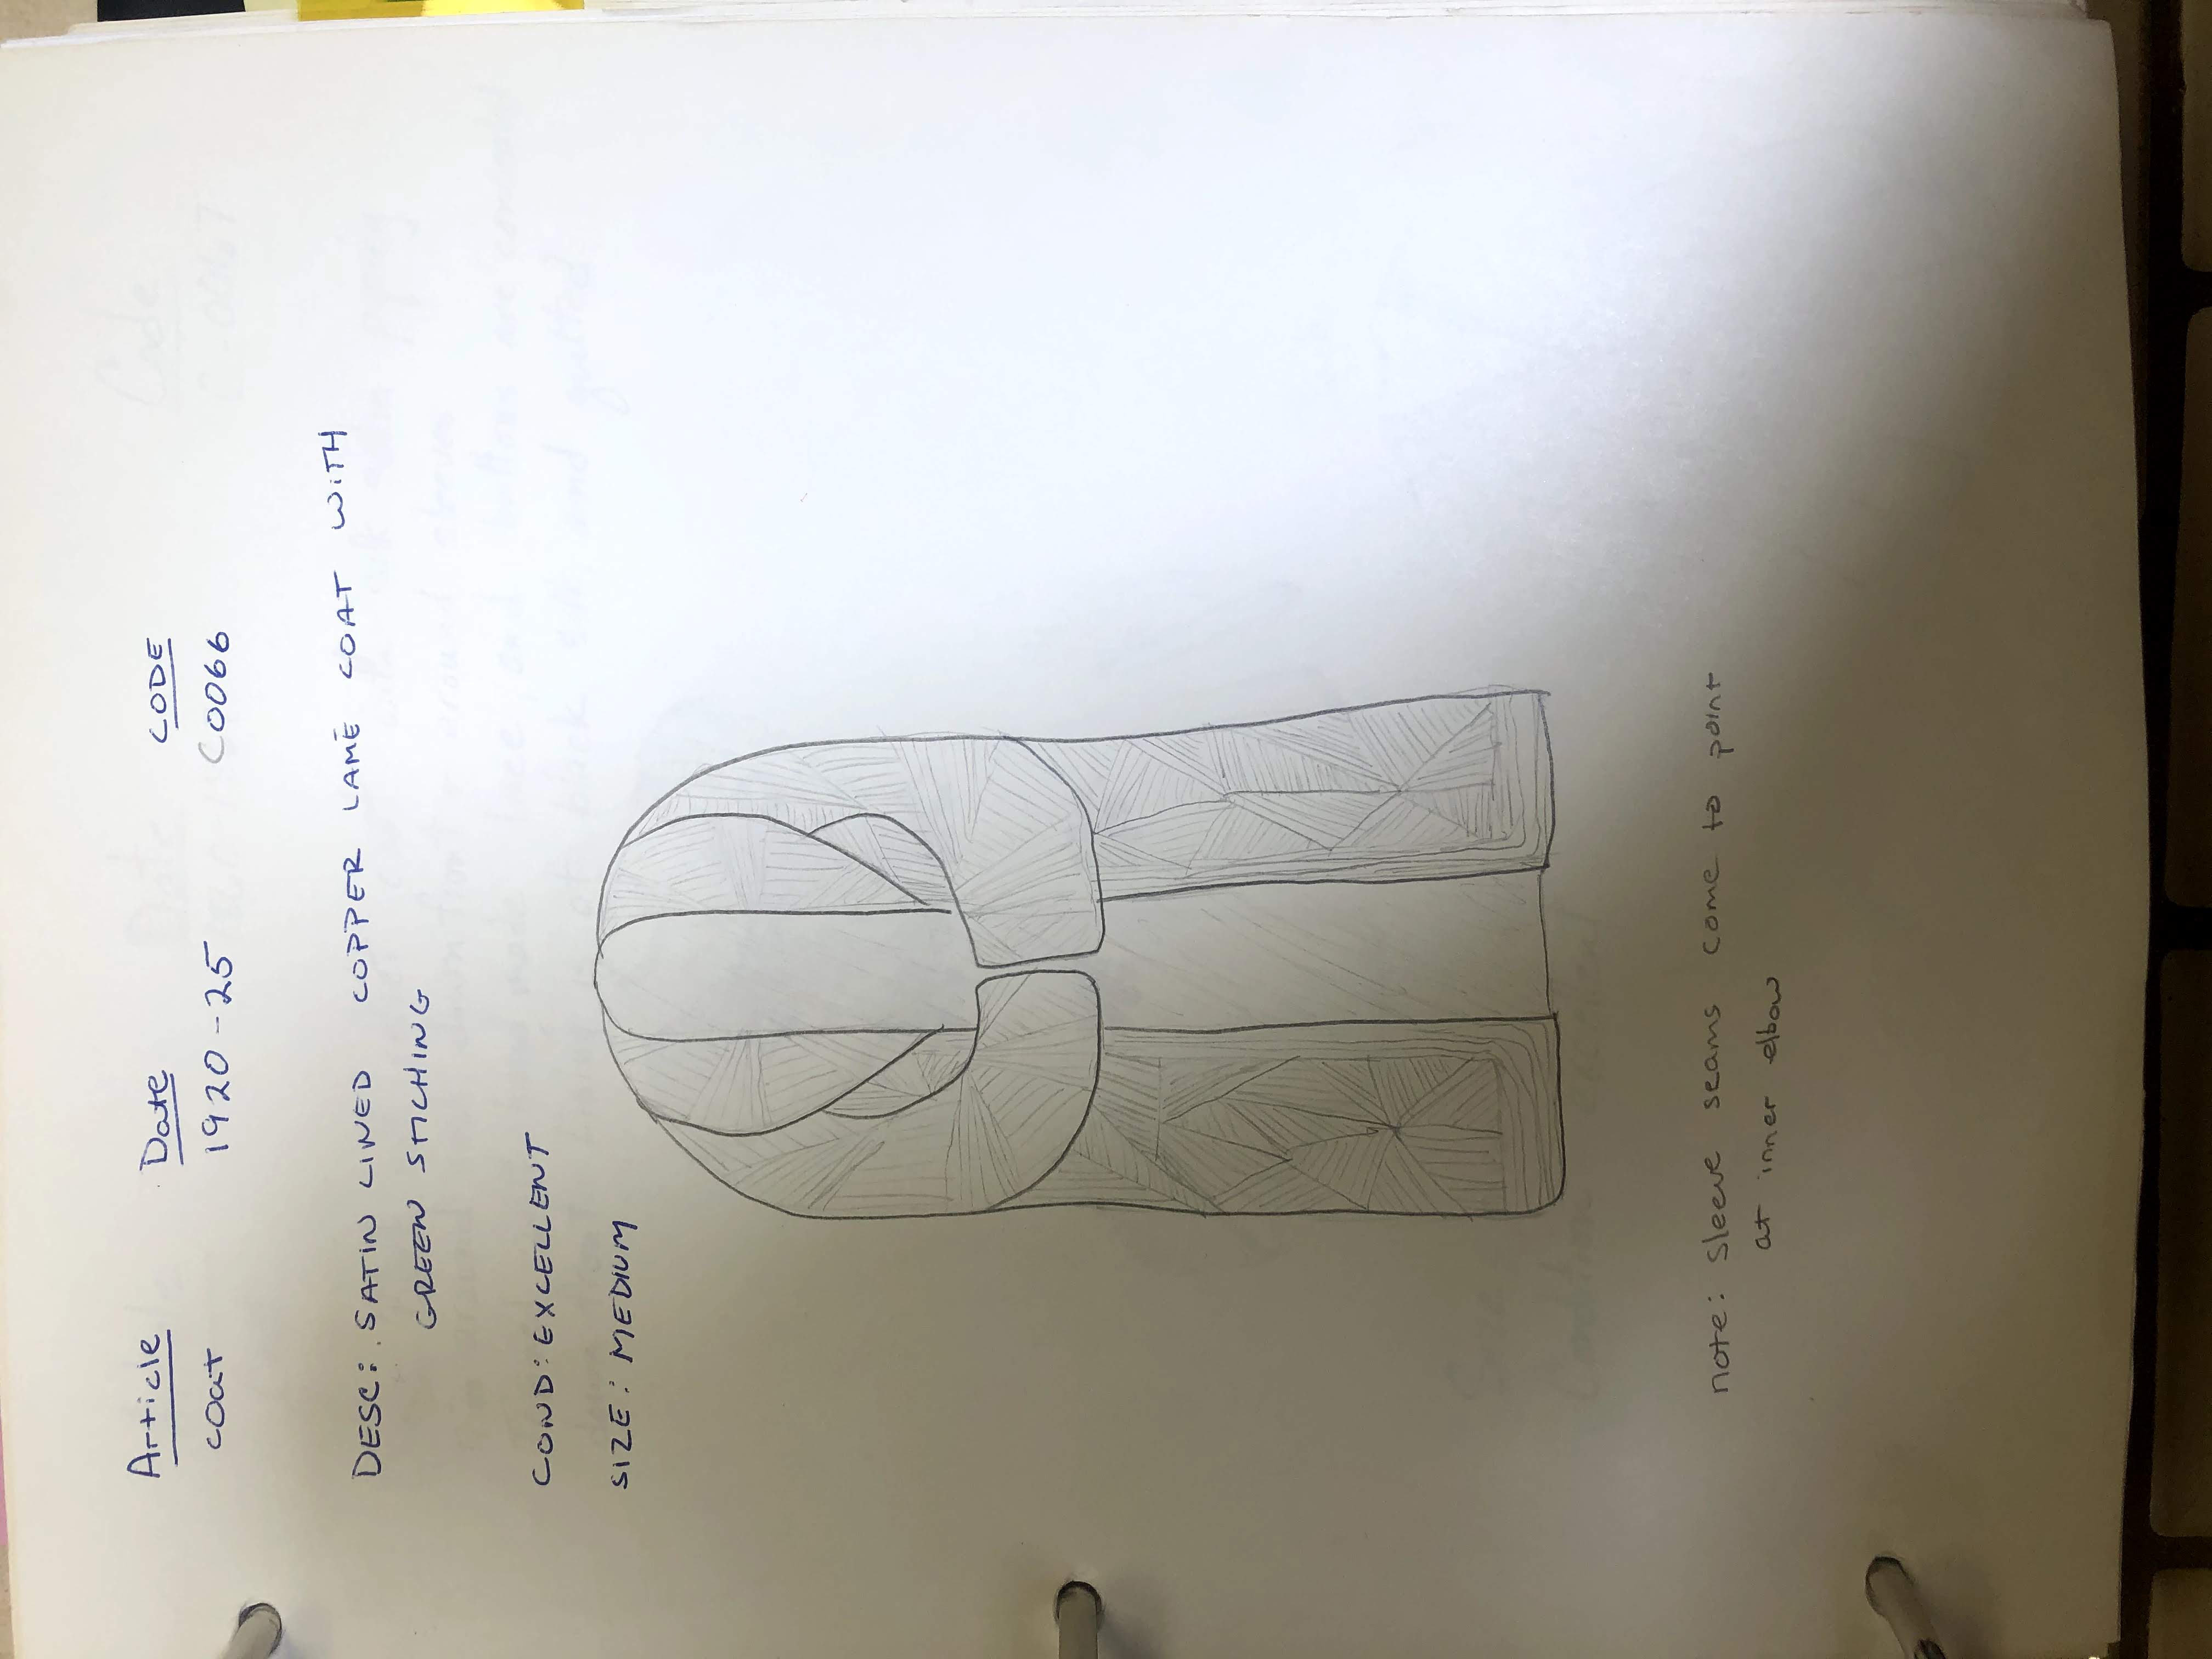 Article Date CODE
coat 1920-25 C0066
DESC: SATIN LINED COPPER LAMÉ COAT WITH
GREEN STICHING
COND: EXCELLENT
SIZE: MEDIUM
note: sleeve seams come to point
at inner elbow